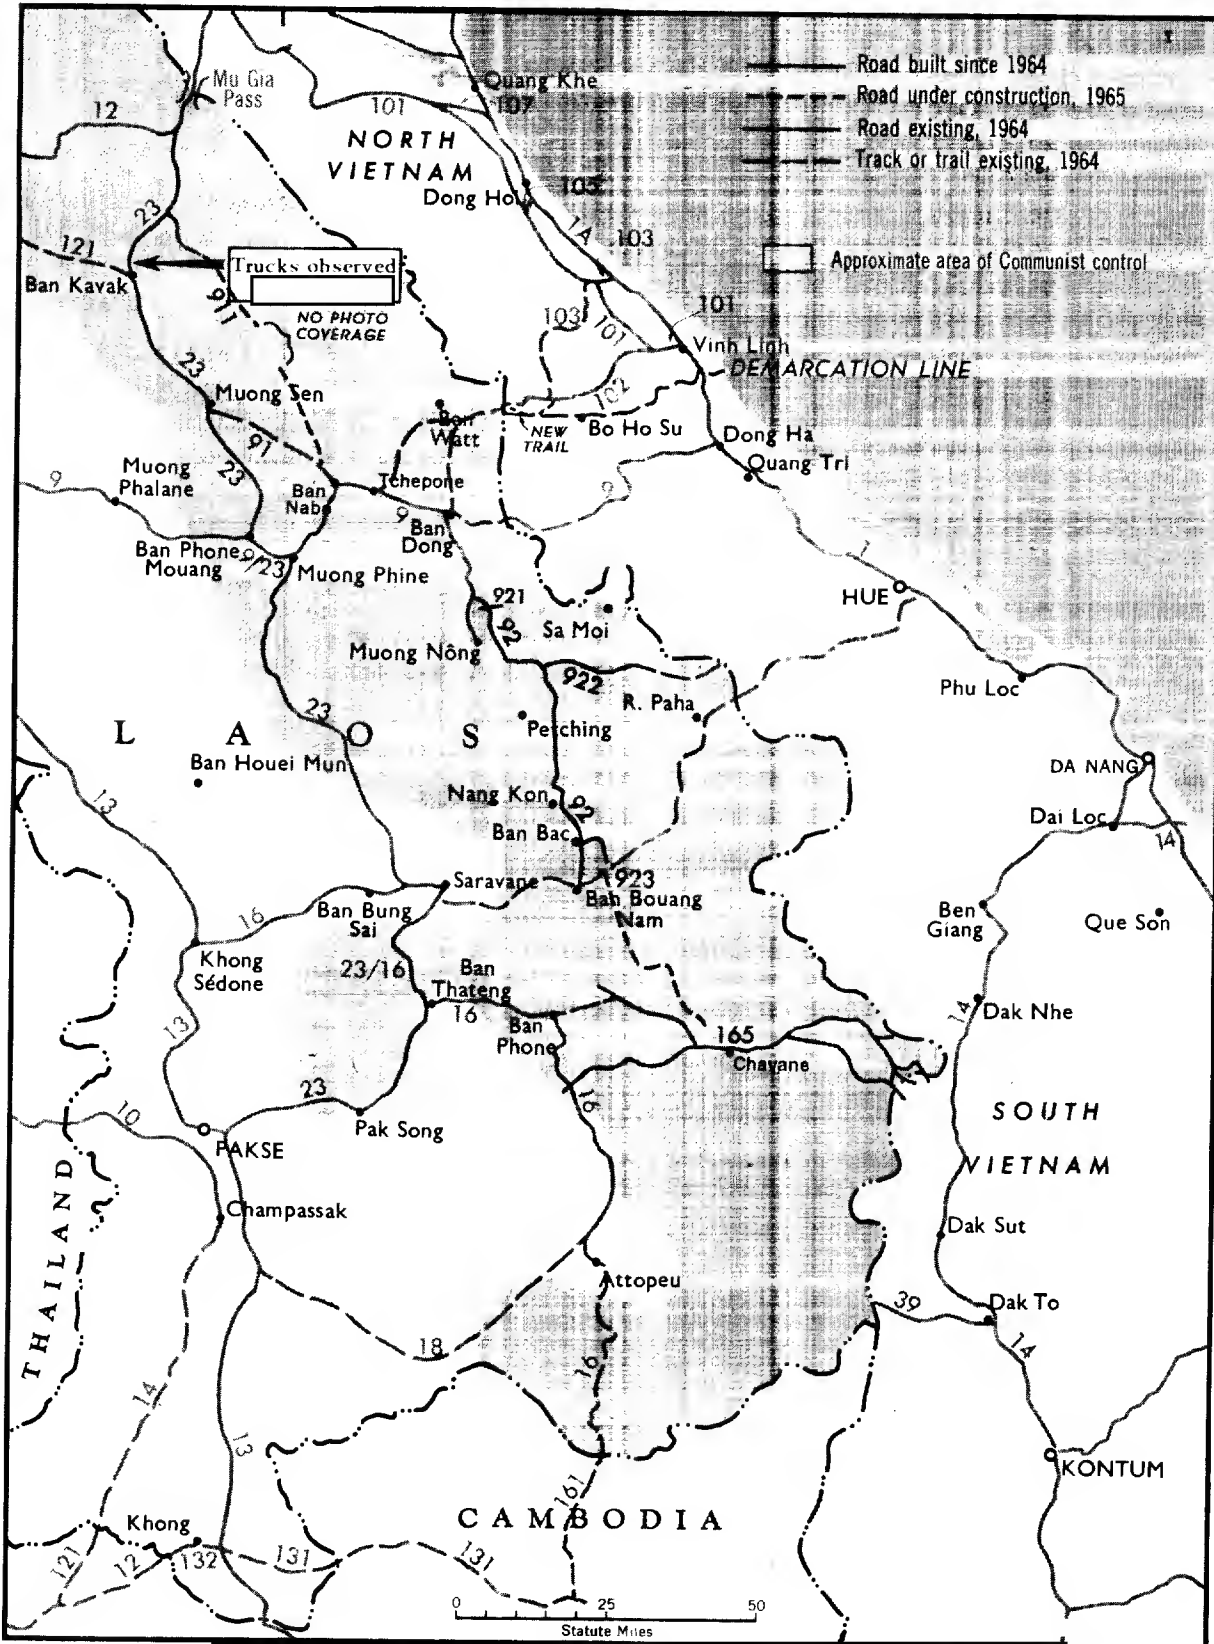 Mu Gia
Pass
12
101
Quang Khe
107
NORTH
VIETNAM
Road built since 1964
Road under construction, 1965
Road existing, 1964
Track or trail existing, 1964
105
Dong Hoi
1A
103
23
121
Ban Kavak
Trucks observed
911
NO PHOTO
COVERAGE
Approximate area of Communist control
103
101
101
Vinh Linh
DEMARCATION LINE
23
Muong Sen
102
Ban
Watt
NEW
TRAIL
Bo Ho Su
Dong Ha
Quang Tri
91
23
9
Muong
Phalane
Ban
Nabo
Tchepone
9
9
Ban
Dong
Ban Phone
Mouang
9/23
Muong Phine
1
HUE
921
92
Sa Moi
Muong Nông
922
Phu Loc
R. Paha
23
LAOS
Petching
Ban Houei Mun
DA NANG
13
Nang Kon
92
Ban Bac
Dai Loc
14
Saravane
923
Ban Bouang
Nam
16
Ban Bung
Sai
Ben
Giang
Que Son
Khong
Sédone
23/16
Ban
Thateng
16
Ban
Phone
14
Dak Nhe
13
165
Chavane
23
16
Pak Song
10
PAKSE
SOUTH
VIETNAM
THAILAND
Champassak
Dak Sut
Attopeu
39
Dak To
18
14
16
14
13
KONTUM
161
CAMBODIA
Khong
121
12
132
131
131
0 25 50
Statute Miles